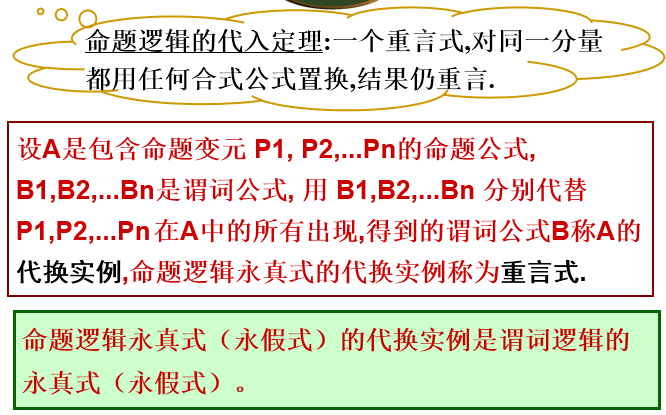 命题逻辑的代入定理:一个重言式,对同一分量
都用任何合式公式置换,结果仍重言.
设A是包含命题变元 P1, P2,...Pn的命题公式,
B1,B2,...Bn是谓词公式, 用 B1,B2,...Bn 分别代替
P1,P2,...Pn在A中的所有出现,得到的谓词公式B称A的
代换实例,命题逻辑永真式的代换实例称为重言式.
命题逻辑永真式（永假式）的代换实例是谓词逻辑的
永真式（永假式）。